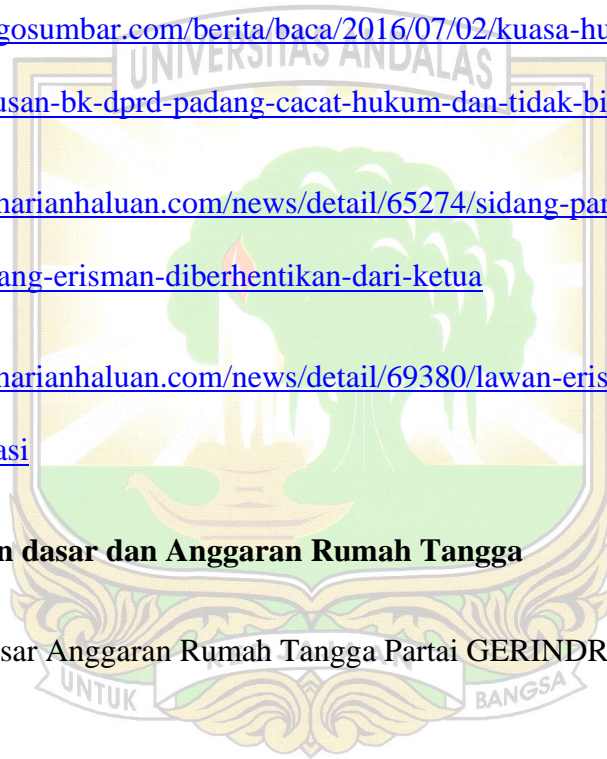 gosumbar.com/berita/baca/2016/07/02/kuasa-hu
UNIVERSITAS ANDALAS
usan-bk-dprd-padang-cacat-hukum-dan-tidak-bi
harianhaluan.com/news/detail/65274/sidang-par
ang-erisman-diberhentikan-dari-ketua
harianhaluan.com/news/detail/69380/lawan-eris
asi
n dasar dan Anggaran Rumah Tangga
sar Anggaran Rumah Tangga Partai GERINDR
UNTUK
BANGSA